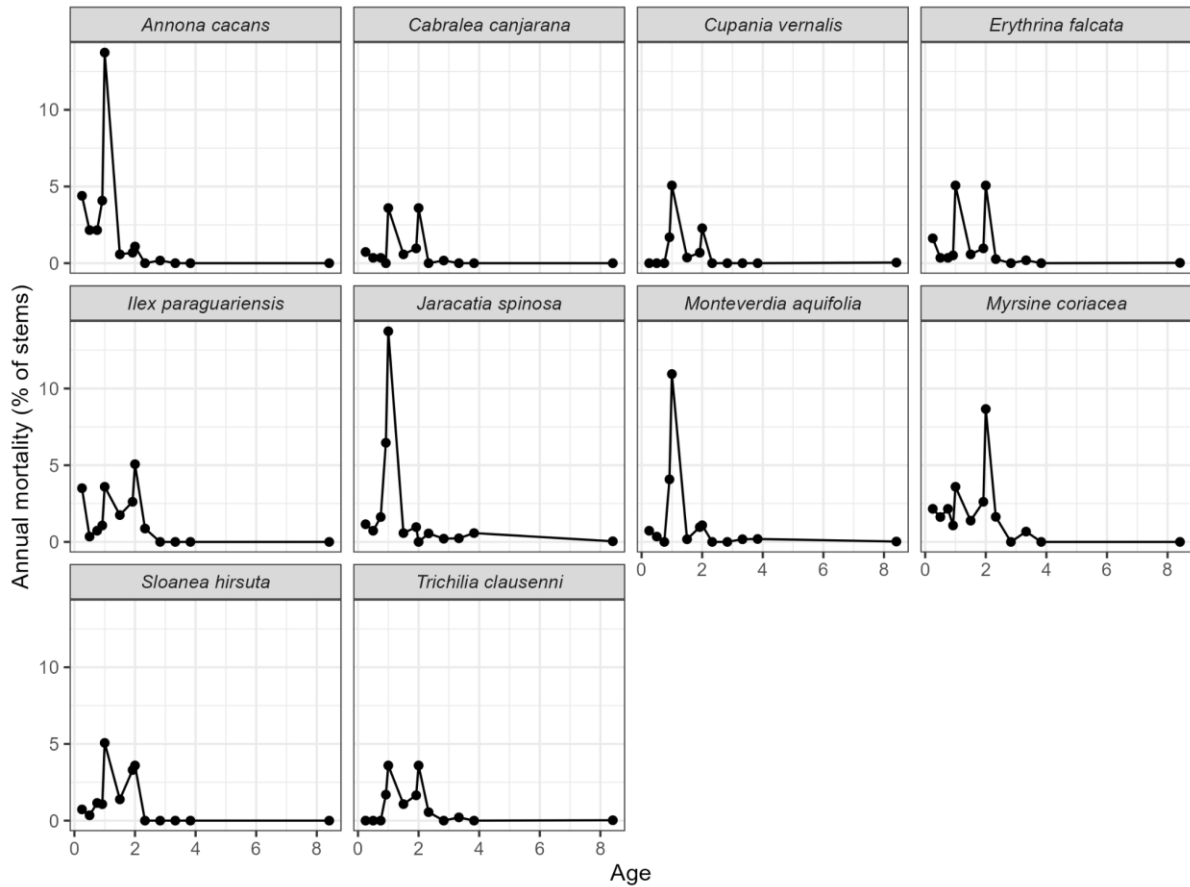 Annona cacans Cabralea canjarana Cupania vernalis Erythrina falcata
10
5
0
Ilex paraguariensis Jaracatia spinosa Monteverdia aquifolia Myrsine coriacea
Annual mortality (% of stems)
10
5
0
0 2 4 6 8 0 2 4 6 8
Sloanea hirsuta Trichilia clausenni
10
5
0
0 2 4 6 8 0 2 4 6 8
Age